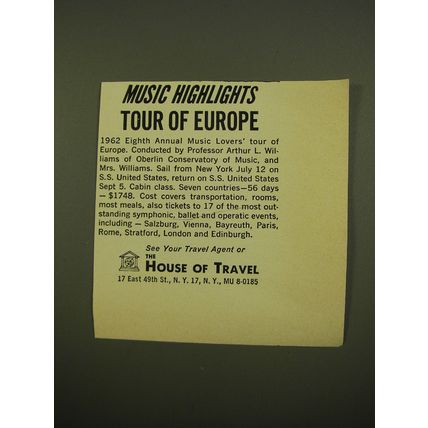 MUSIC HIGHLIGHTS
TOUR OF EUROPE
1962 Eighth Annual Music Lovers' tour of
Europe. Conducted by Professor Arthur L. Wil-
liams of Oberlin Conservatory of Music, and
Mrs. Williams. Sail from New York July 12 on
S.S. United States, return on S.S. United States
Sept 5. Cabin class. Seven countries—56 days
— $1748. Cost covers transportation, rooms,
most meals, also tickets to 17 of the most out-
standing symphonic, ballet and operatic events,
including — Salzburg, Vienna, Bayreuth, Paris,
Rome, Stratford, London and Edinburgh.
See Your Travel Agent or
THE
HOUSE OF TRAVEL
17 East 49th St., N. Y. 17, N. Y., MU 8-0185